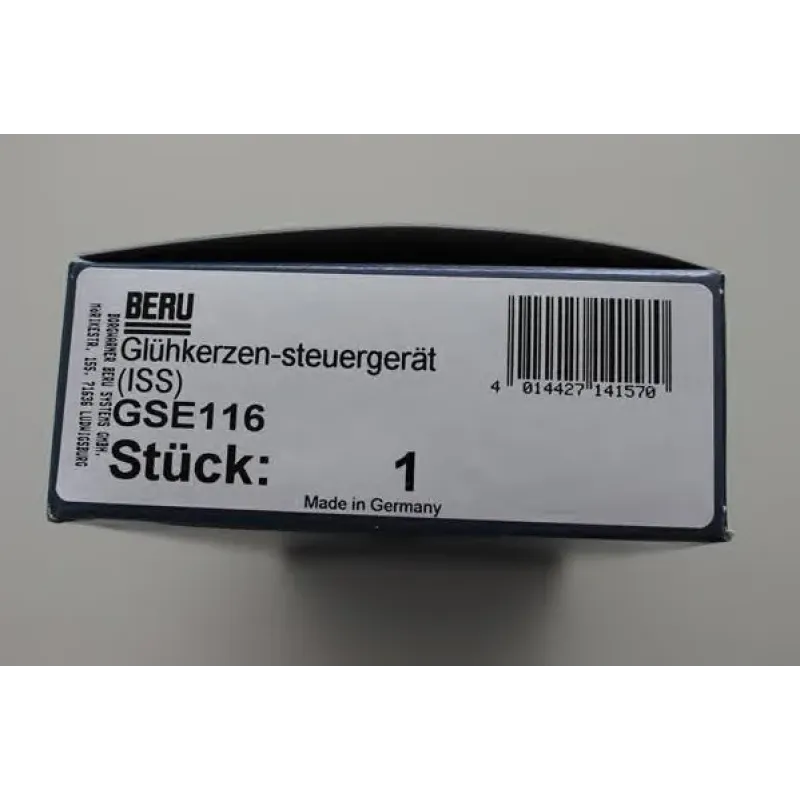 BERU
Glühkerzen-steuergerät
(ISS)
GSE116
Stück: 1
Made in Germany
4 014427 141570
BORGWARNER BERU SYSTEMS GMBH,
MÖRIKESTR. 155. 71636 LUDWIGSBURG